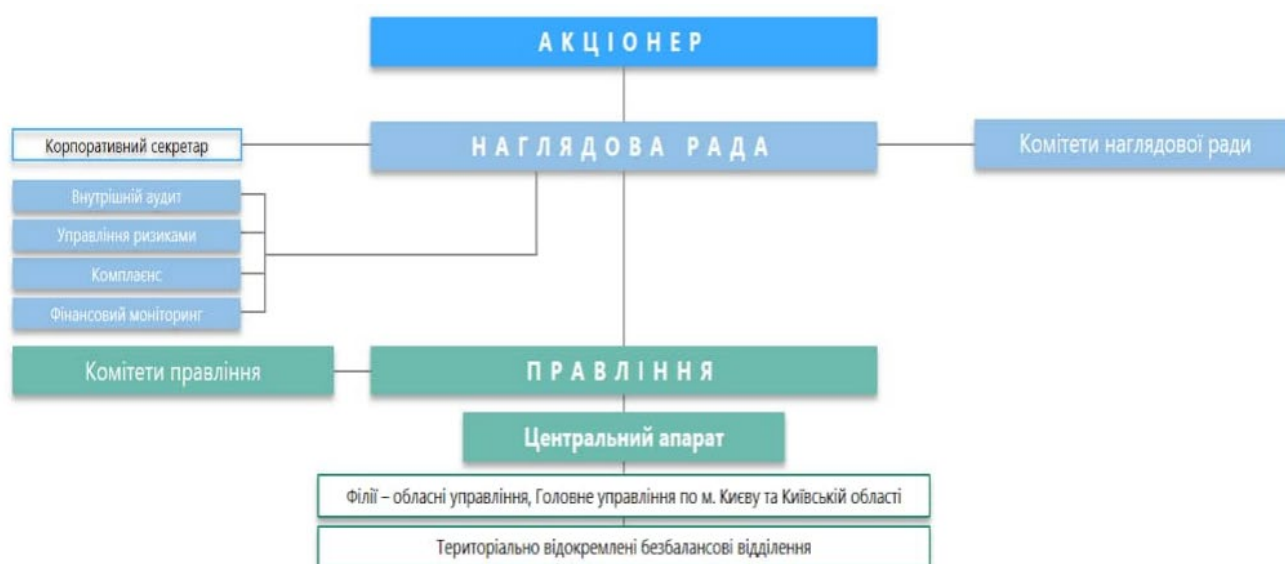 АКЦІОНЕР
Корпоративний секретар
НАГЛЯДОВА РАДА
Комітети наглядової ради
Внутрішній аудит
Управління ризиками
Комплаєнс
Фінансовий моніторинг
Комітети правління
ПРАВЛІННЯ
Центральний апарат
Філії – обласні управління, Головне управління по м. Києву та Київській області
Територіально відокремлені безбалансові відділення